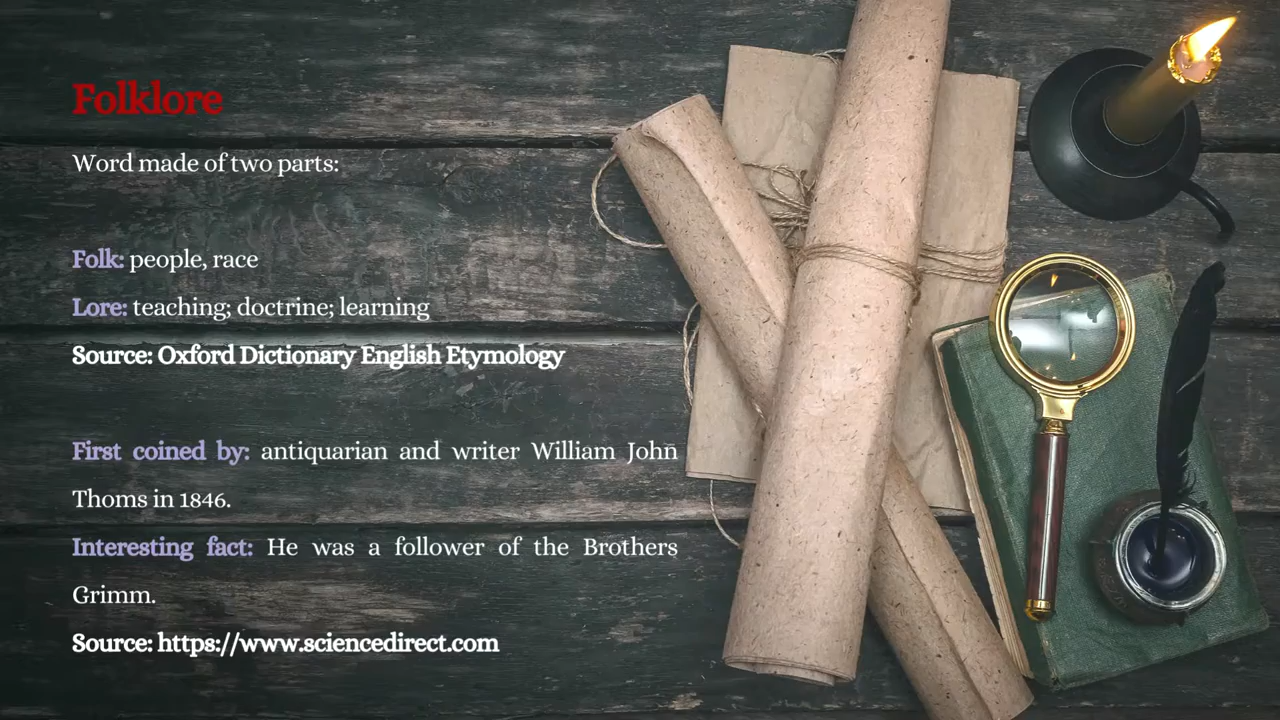 Folklore
Word made of two parts:
Folk: people, race
Lore: teaching; doctrine; learning
Source: Oxford Dictionary English Etymology
First coined by: antiquarian and writer William John
Thoms in 1846.
Interesting fact: He was a follower of the Brothers
Grimm.
Source: https://www.sciencedirect.com